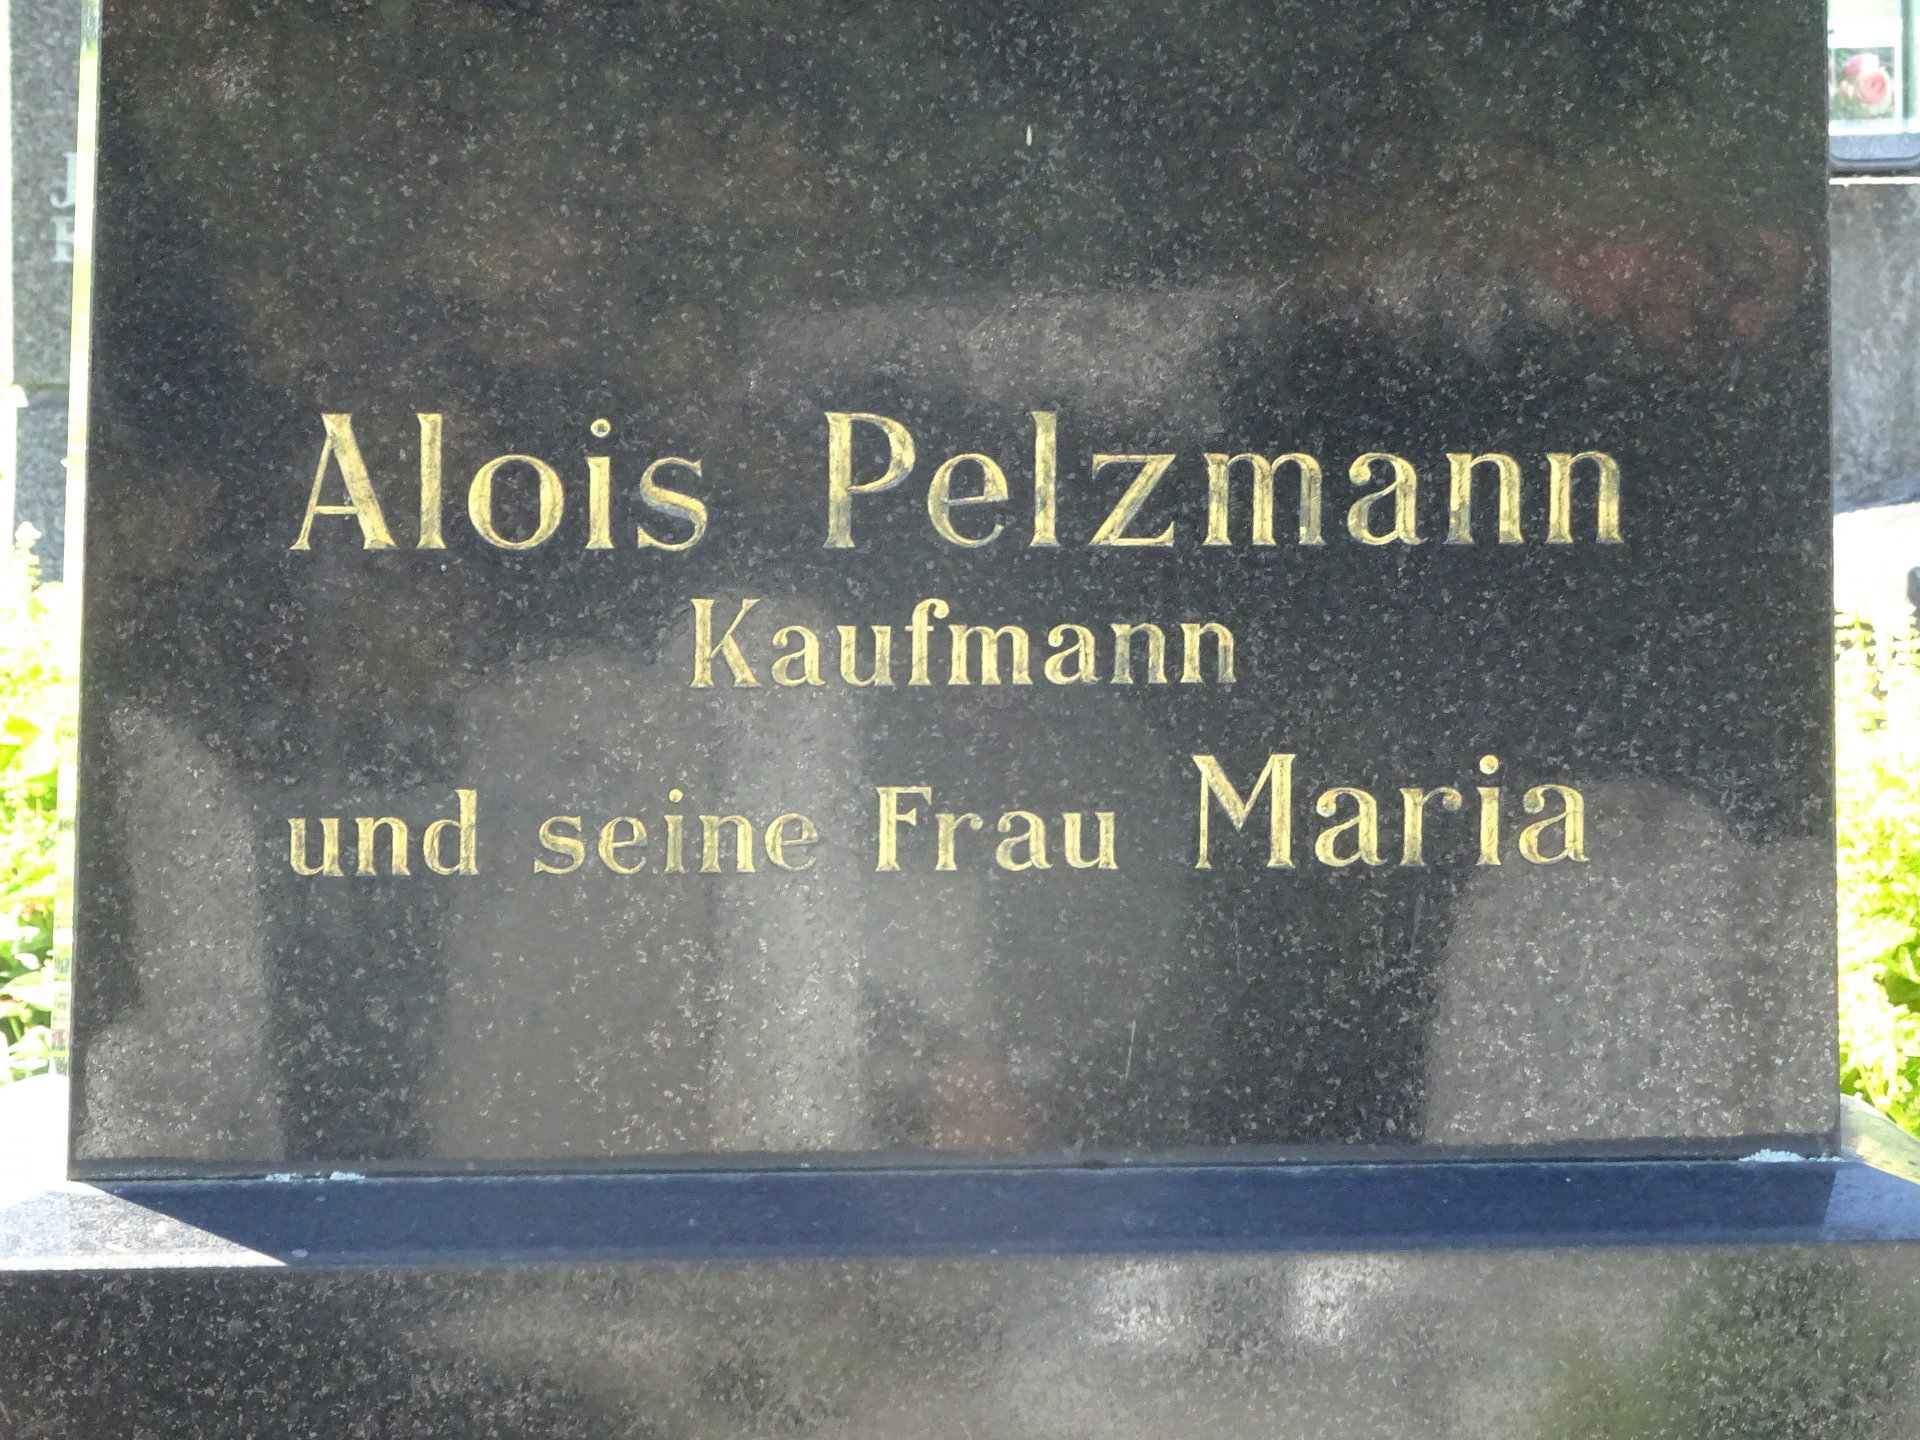 Alois Pelzmann
Kaufmann
und seine Frau Maria